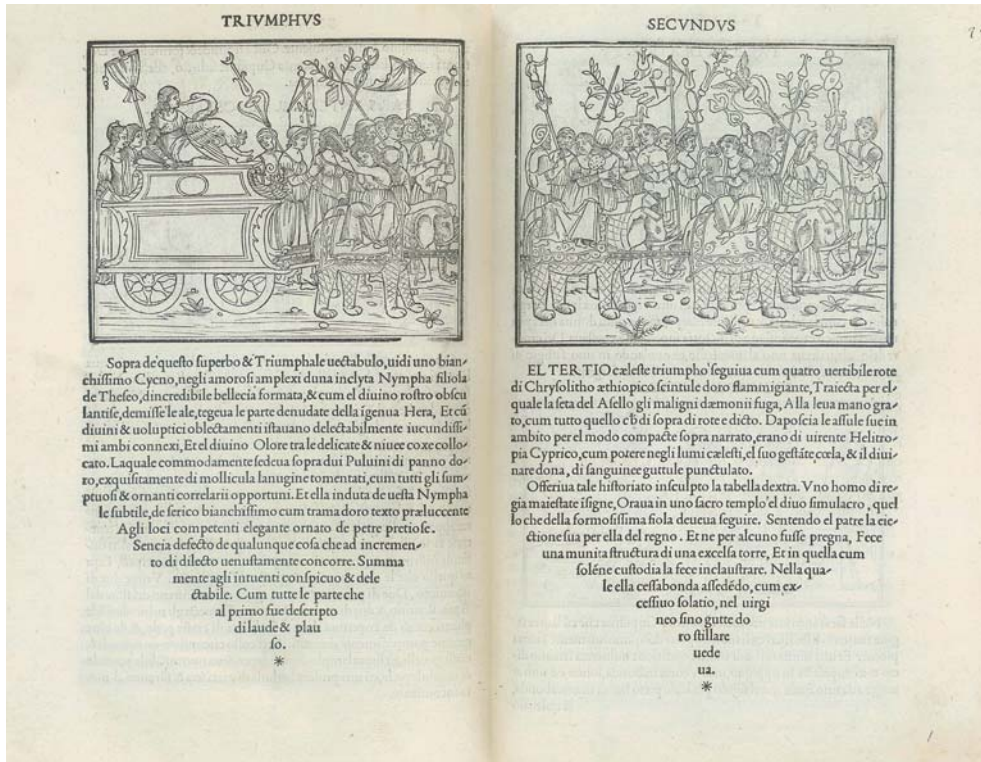 TRIVMPHVS
Sopra de questo superbo & Triumphale uectabulo, uidi uno bian-
chissimo Cycno, negli amorosi amplexi duna inclyta Nympha filiola
de Theseo, dincredibile bellecia formata, & cum el diuino rostro obscu
lantise, demisse le ale, tegeua le parte denudate della igenua Hera, Et cū
diuini & uoluptici oblectamenti istauano delectabilmente iucundissi-
mi ambi connexi, Et el diuino Olore tra le delicate & niuee coxe collo-
cato. Laquale commodamente sedeua sopra dui Puluini di panno do-
ro, exquisitamente di mollicula lanugine tomentati, cum tutti gli sum-
ptuosi & ornanti correlarii opportuni. Et ella induta de uesta Nympha
le subtile, de serico bianchissimo cum trama doro texto prælucente
Agli loci competenti elegante ornato de petre pretiose.
Sencia defecto de qualunque cosa che ad incremen-
to di dilecto uenustamente concorre. Summa
mente agli intuenti conspicuo & dele
ctabile. Cum tutte le parte che
al primo fue descripto
di laude & plau
so.
*
SECVNDVS
EL TERTIO cæleste triumpho seguiua cum quatro uertibile rote
di Chrysolitho æthiopico scintule doro flammigiante, Traiecta per el-
quale la seta del Asello gli maligni dæmonii fuga, Alla leua mano gra-
to, cum tutto quello ch̄ di sopra di rote e dicto. Daposcia le assule sue in
ambito per el modo compacte sopra narrato, erano di uirente Helitro-
pia Cyprico, cum potere negli lumi cælesti, el suo gestāte cœla, & il diui-
nare dona, di sanguinee guttule punctulato.
Offeriua tale historiato insculpto la tabella dextra. Vno homo di re-
gia maiestate isigne, Oraua in uno sacro templo el diuo simulacro, quel
lo che della formosissima fiola deueua seguire. Sentendo el patre la eie-
ctione sua per ella del regno. Et ne per alcuno fusse pregna, Fece
una munita structura di una excelsa torre, Et in quella cum
soléne custodia la fece inclaustrare. Nella qua-
le ella cessabonda assedédo, cum ex-
cessiuo solatio, nel uirgi
neo sino gutte do
ro stillare
uede
ua.
*